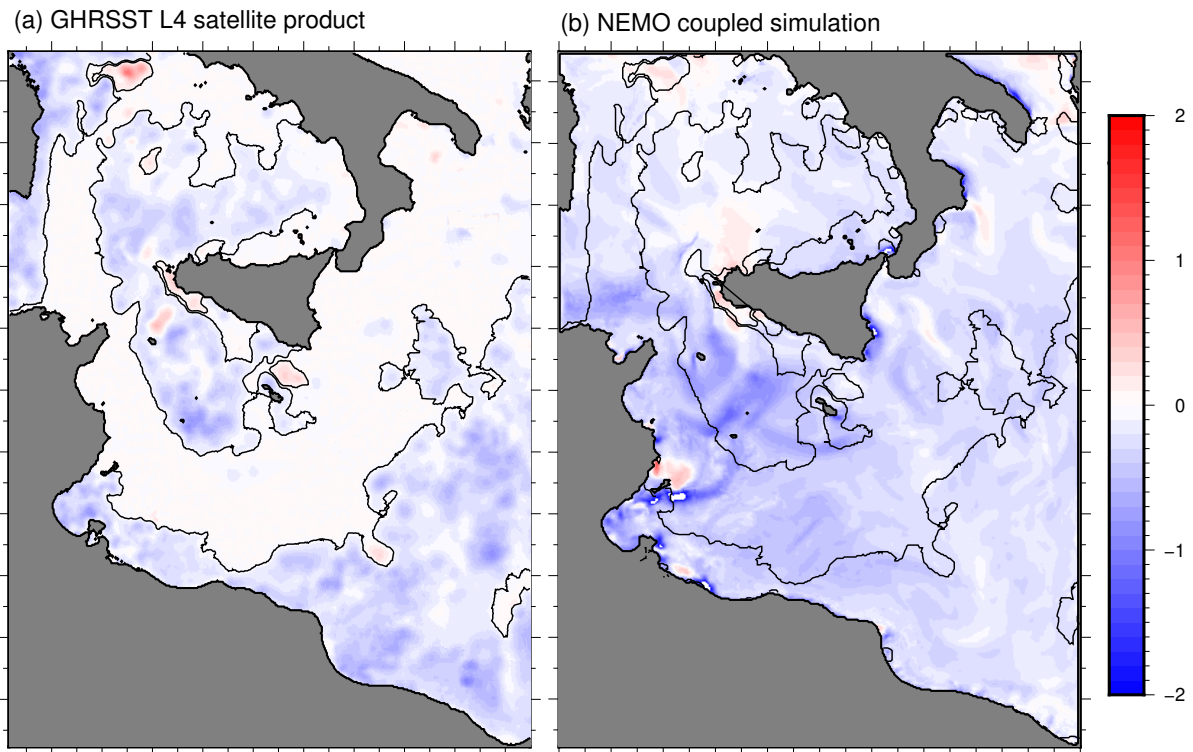 (a) GHRSST L4 satellite product
(b) NEMO coupled simulation
2
1
0
−1
−2